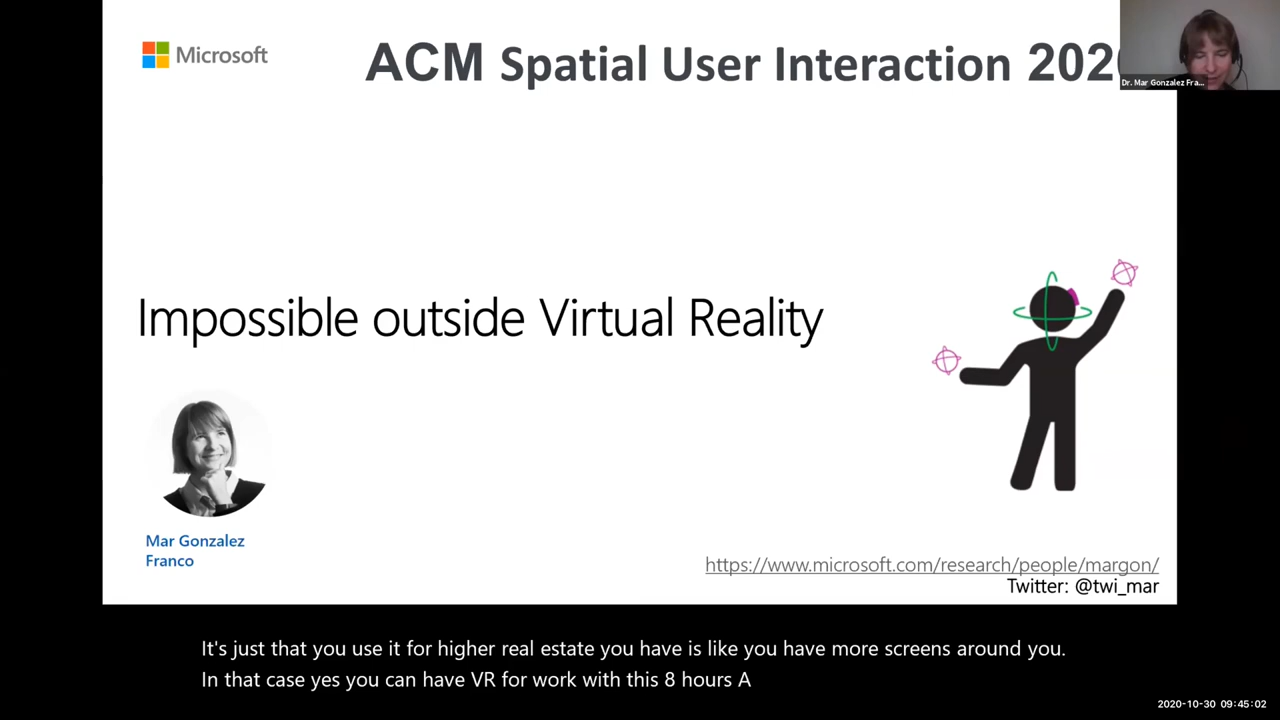 Microsoft
ACM Spatial User Interaction 202
Dr. Mar Gonzalez Fra...
Impossible outside Virtual Reality
Mar Gonzalez
Franco
https://www.microsoft.com/research/people/margon/
Twitter: @twi_mar
It's just that you use it for higher real estate you have is like you have more screens around you.
In that case yes you can have VR for work with this 8 hours A
2020-10-30 09:45:02